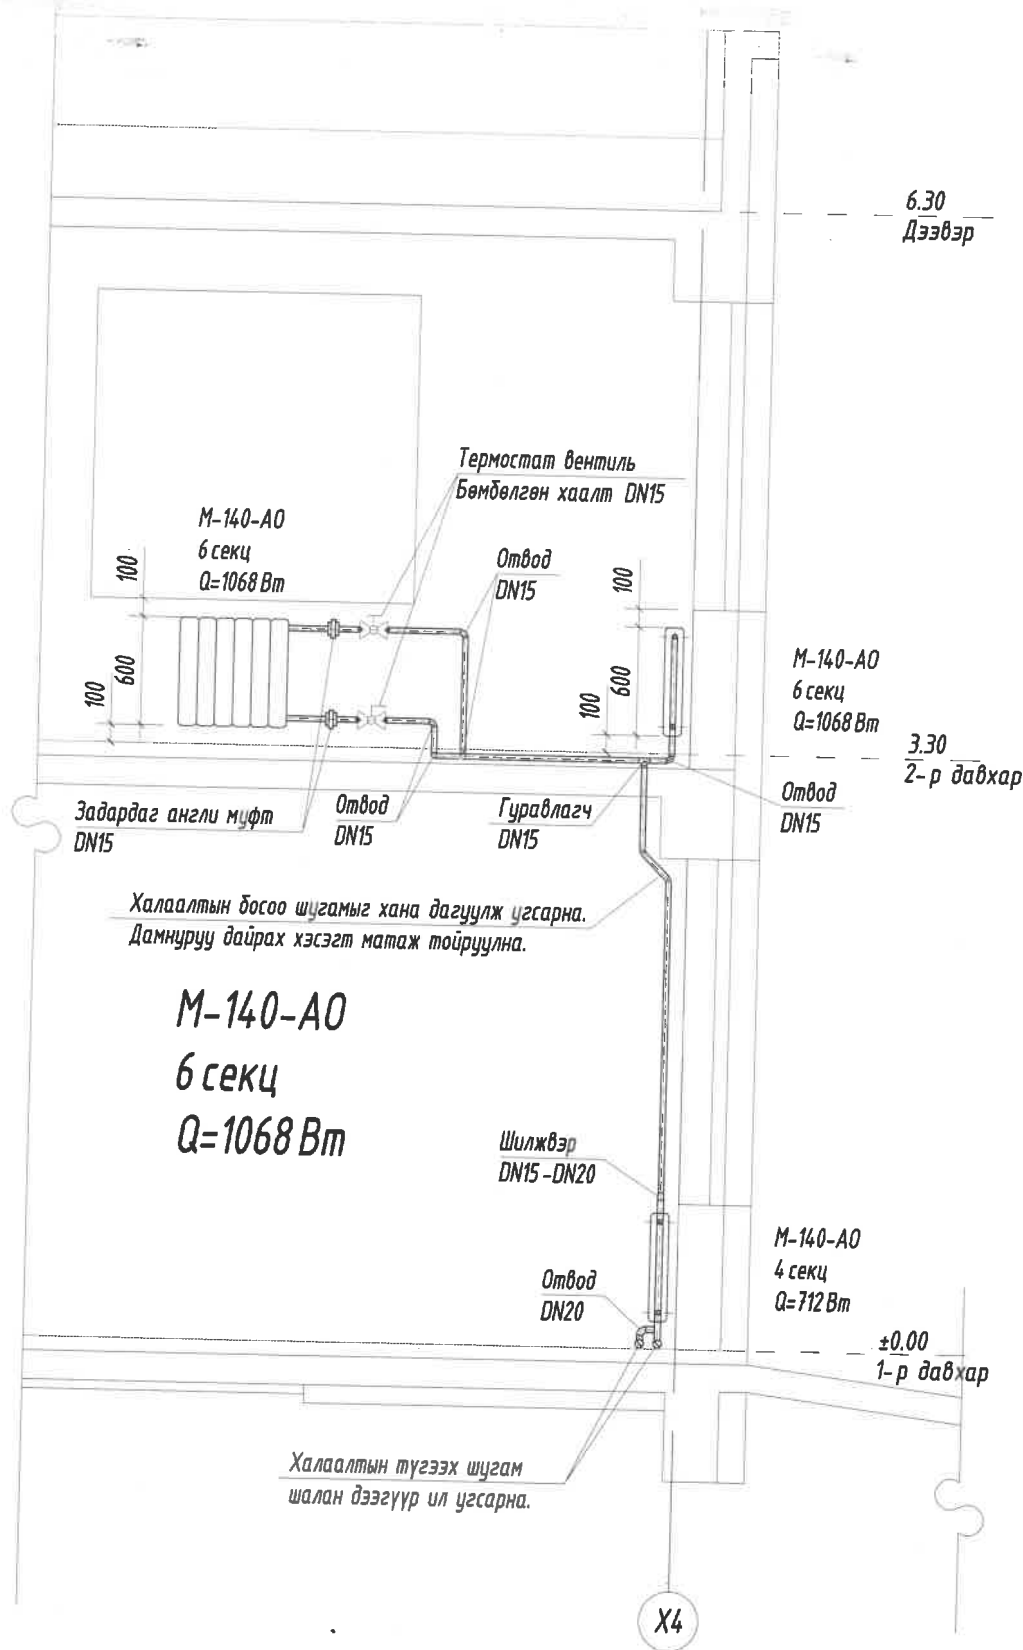 6.30
Дээвэр
Термостат вентиль
Бөмбөлгөн хаалт DN15
М-140-АО
6 секц
Q=1068 Вт
Отвод
DN15
100
600
100
100
600
100
М-140-АО
6 секц
Q=1068 Вт
3.30
2-р давхар
Задардаг англи муфт
DN15
Отвод
DN15
Гуравлагч
DN15
Отвод
DN15
Халаалтын босоо шугамыг хана дагуулж угсарна.
Дамнуруу дайрах хэсэгт матаж тойруулна.
М-140-АО
6 секц
Q=1068 Вт
Шилжвэр
DN15-DN20
Отвод
DN20
М-140-АО
4 секц
Q=712 Вт
±0.00
1-р давхар
Халаалтын түгээх шугам
шалан дээгүүр ил угсарна.
X4